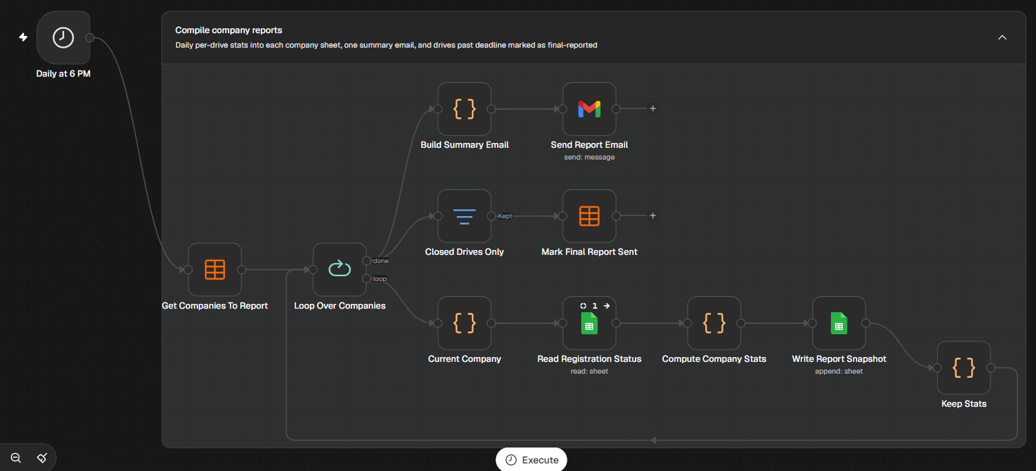 Compile company reports
Daily per-drive stats into each company sheet, one summary email, and drives past deadline marked as final-reported
Daily at 6 PM
Build Summary Email
Send Report Email
send: message
Kept
Closed Drives Only
Mark Final Report Sent
done
loop
Get Companies To Report
Loop Over Companies
1
Current Company
Read Registration Status
read: sheet
Compute Company Stats
Write Report Snapshot
append: sheet
Keep Stats
Execute